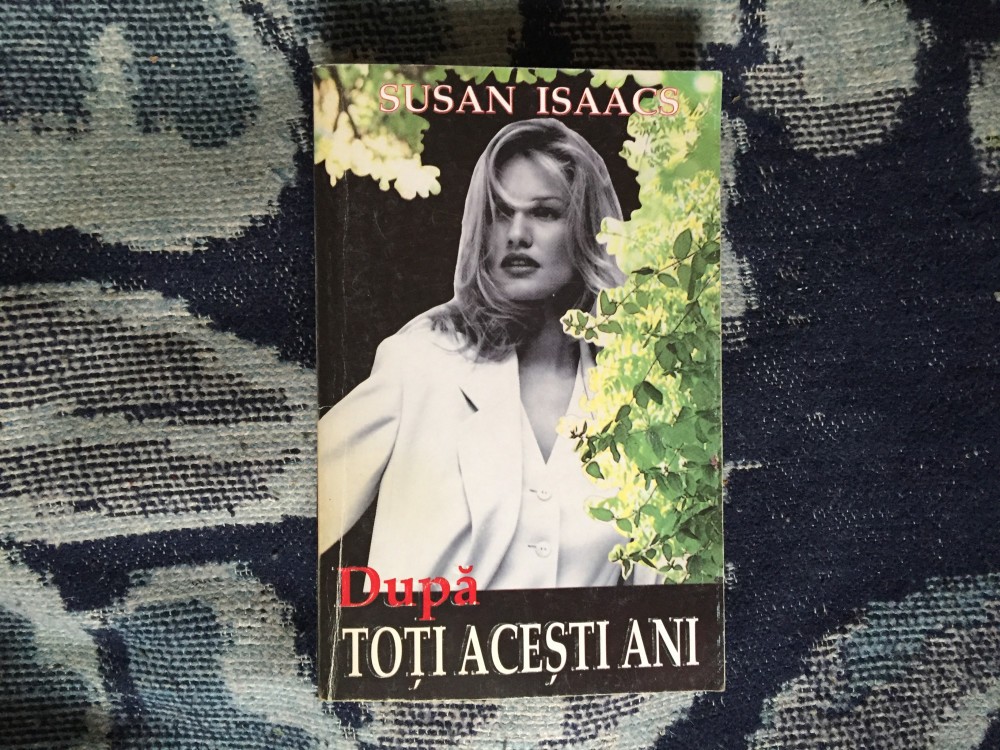 SUSAN ISAACS
După
TOȚI ACEȘTI ANI